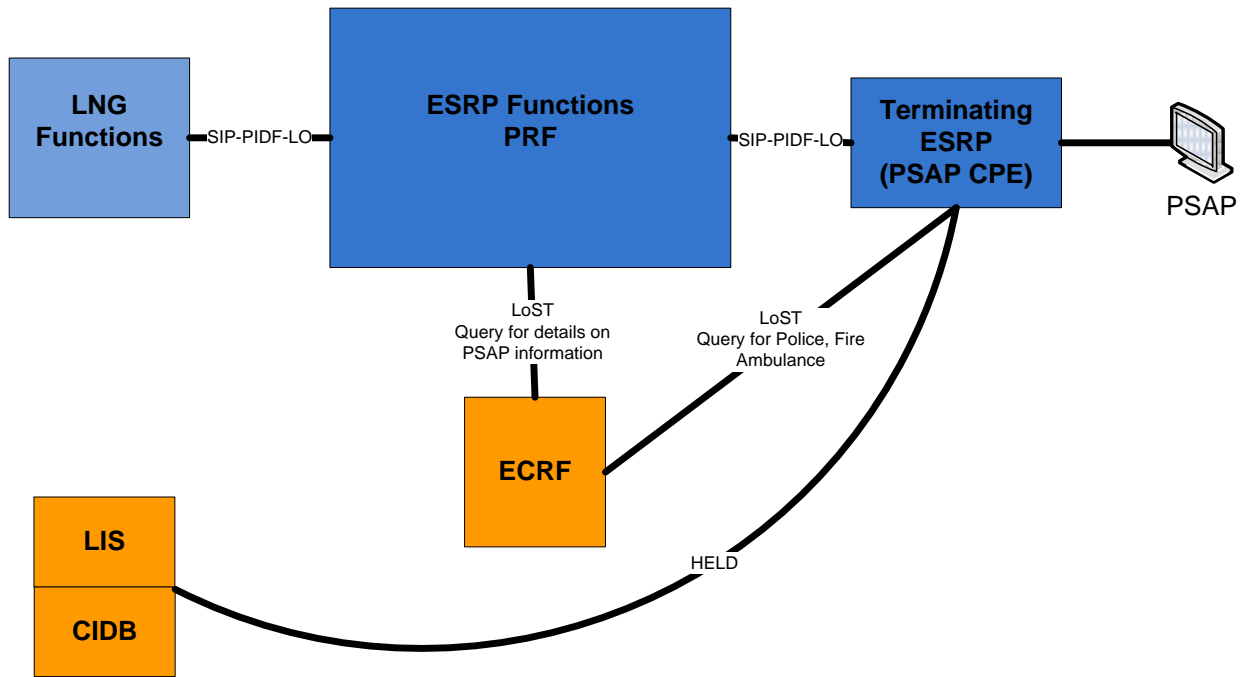 LNG
Functions
SIP-PIDF-LO
ESRP Functions
PRF
SIP-PIDF-LO
Terminating
ESRP
(PSAP CPE)
PSAP
LoST
Query for details on
PSAP information
LoST
Query for Police, Fire
Ambulance
ECRF
LIS
CIDB
HELD